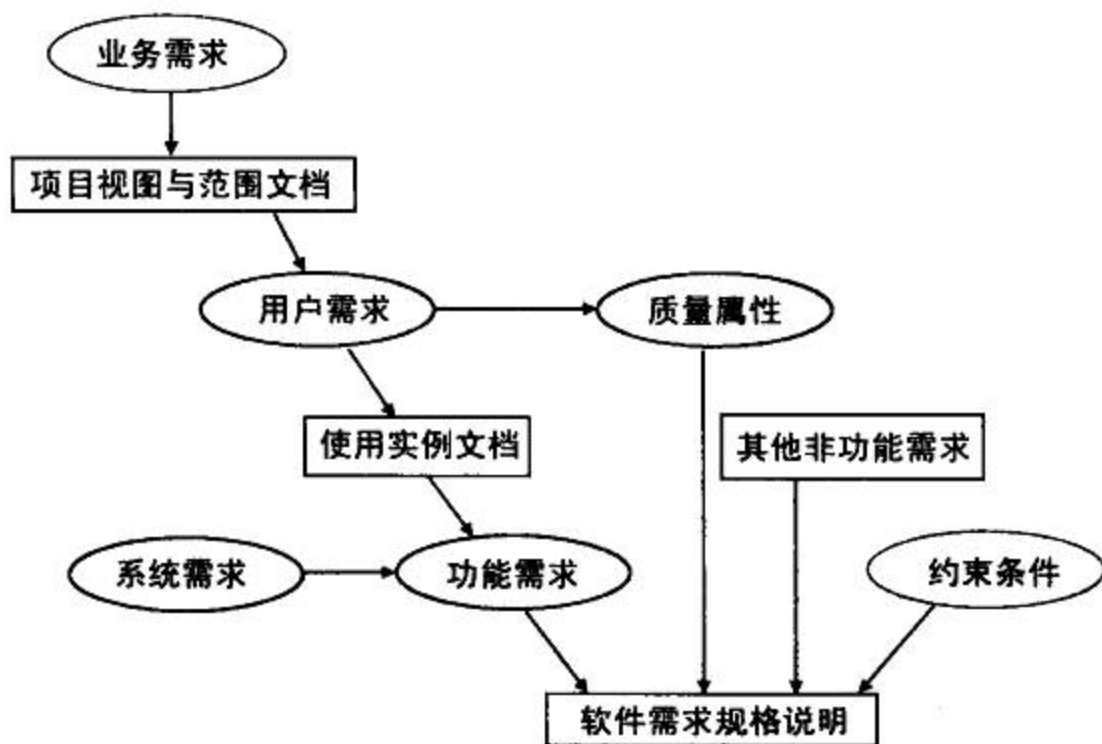 业务需求
项目视图与范围文档
用户需求
质量属性
使用实例文档
其他非功能需求
系统需求
功能需求
约束条件
软件需求规格说明